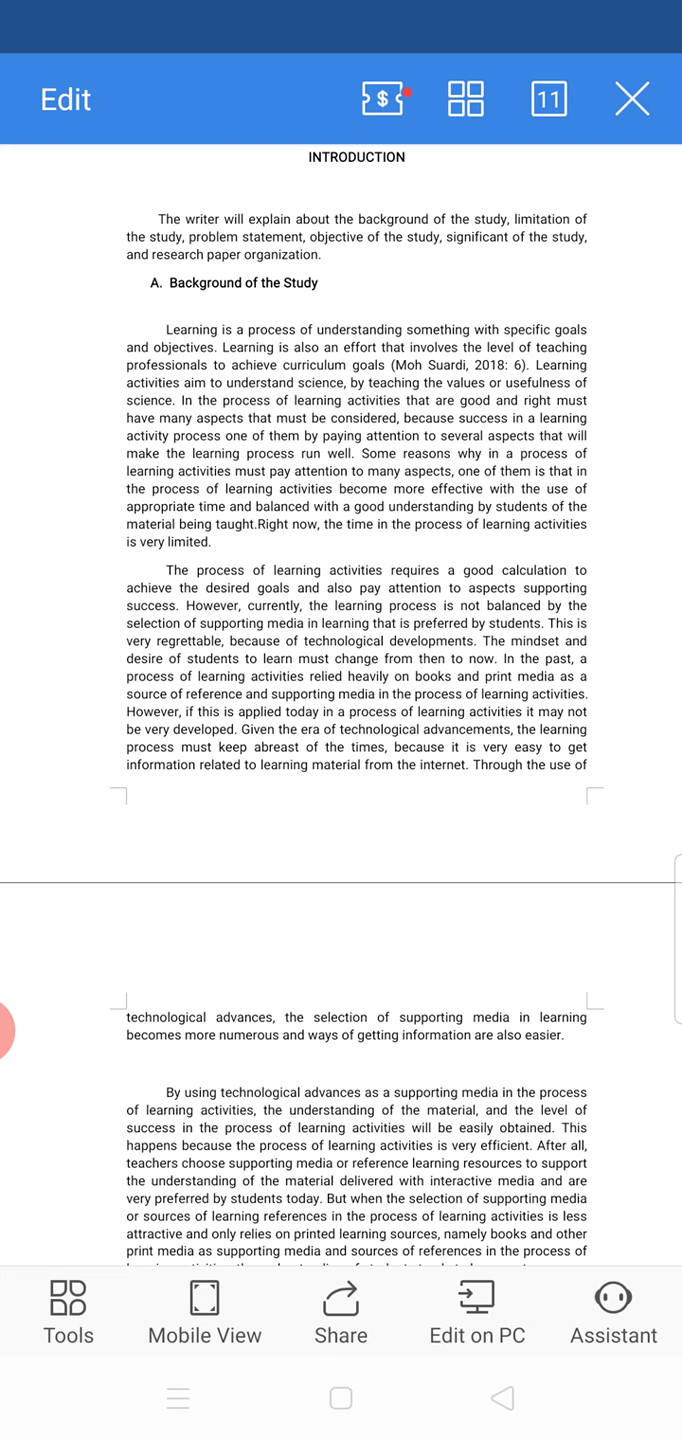 Edit
$
11
INTRODUCTION
The writer will explain about the background of the study, limitation of
the study, problem statement, objective of the study, significant of the study,
and research paper organization.
A. Background of the Study
Learning is a process of understanding something with specific goals
and objectives. Learning is also an effort that involves the level of teaching
professionals to achieve curriculum goals (Moh Suardi, 2018: 6). Learning
activities aim to understand science, by teaching the values or usefulness of
science. In the process of learning activities that are good and right must
have many aspects that must be considered, because success in a learning
activity process one of them by paying attention to several aspects that will
make the learning process run well. Some reasons why in a process of
learning activities must pay attention to many aspects, one of them is that in
the process of learning activities become more effective with the use of
appropriate time and balanced with a good understanding by students of the
material being taught.Right now, the time in the process of learning activities
is very limited.
The process of learning activities requires a good calculation to
achieve the desired goals and also pay attention to aspects supporting
success. However, currently, the learning process is not balanced by the
selection of supporting media in learning that is preferred by students. This is
very regrettable, because of technological developments. The mindset and
desire of students to learn must change from then to now. In the past, a
process of learning activities relied heavily on books and print media as a
source of reference and supporting media in the process of learning activities.
However, if this is applied today in a process of learning activities it may not
be very developed. Given the era of technological advancements, the learning
process must keep abreast of the times, because it is very easy to get
information related to learning material from the internet. Through the use of
technological advances, the selection of supporting media in learning
becomes more numerous and ways of getting information are also easier.
By using technological advances as a supporting media in the process
of learning activities, the understanding of the material, and the level of
success in the process of learning activities will be easily obtained. This
happens because the process of learning activities is very efficient. After all,
teachers choose supporting media or reference learning resources to support
the understanding of the material delivered with interactive media and are
very preferred by students today. But when the selection of supporting media
or sources of learning references in the process of learning activities is less
attractive and only relies on printed learning sources, namely books and other
print media as supporting media and sources of references in the process of
Tools
Mobile View
Share
Edit on PC
Assistant